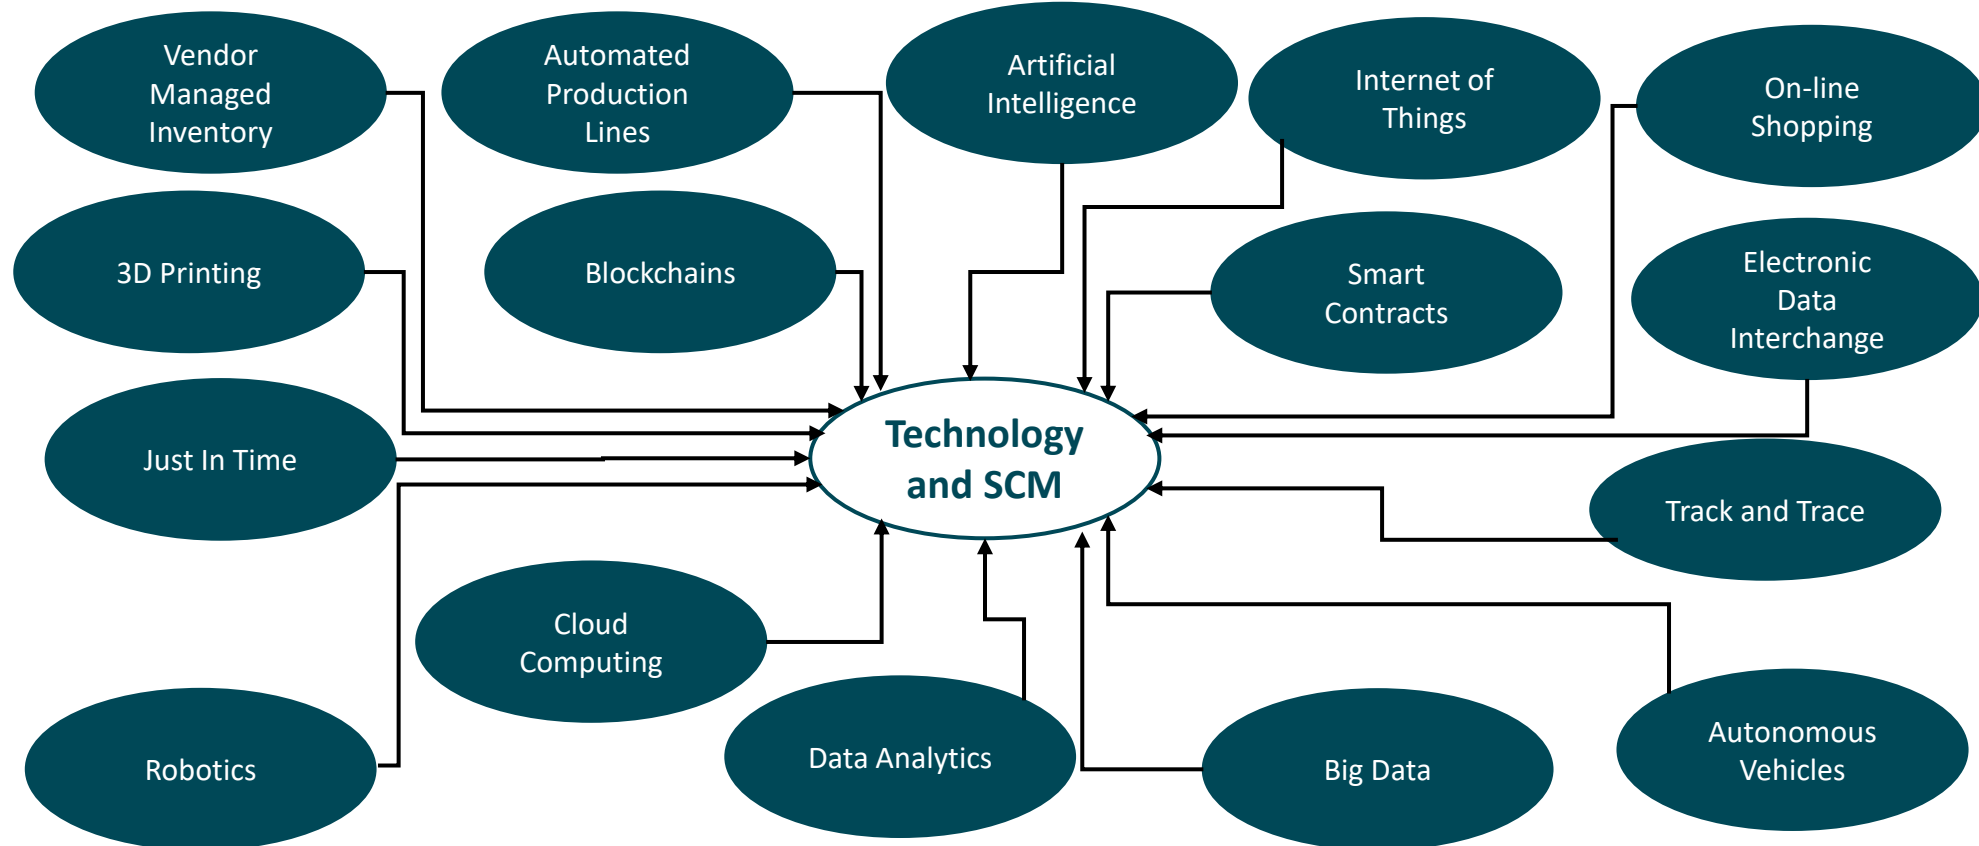 Vendor
Managed
Inventory
Automated
Production
Lines
Artificial
Intelligence
Internet of
Things
On-line
Shopping
3D Printing
Blockchains
Smart
Contracts
Electronic
Data
Interchange
Just In Time
Technology
and SCM
Track and Trace
Cloud
Computing
Robotics
Data Analytics
Big Data
Autonomous
Vehicles